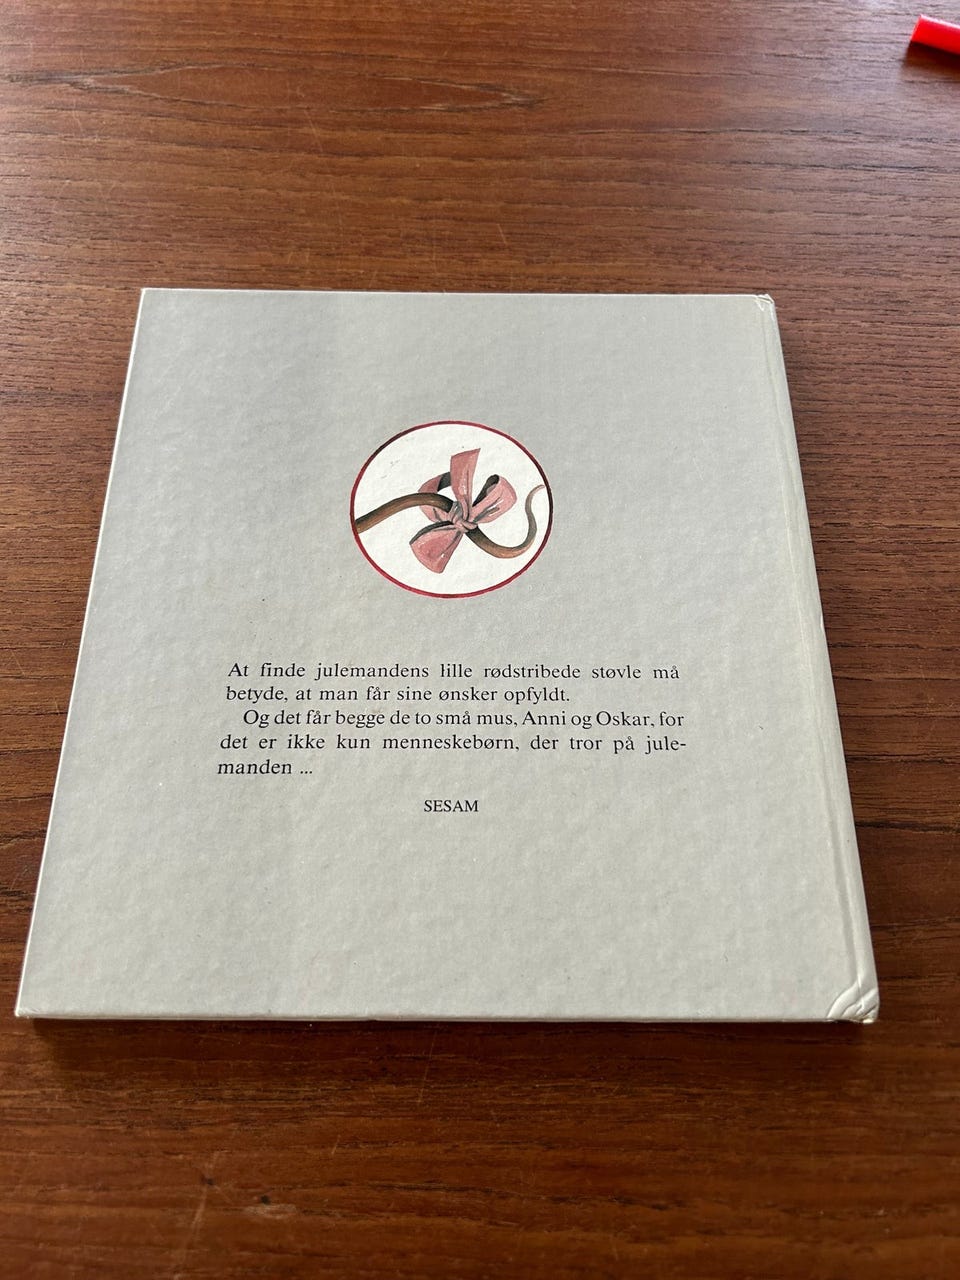 At finde julemandens lille rødstribede støvle må
betyde, at man får sine ønsker opfyldt.
Og det får begge de to små mus, Anni og Oskar, for
det er ikke kun menneskebørn, der tror på jule-
manden ...
SESAM